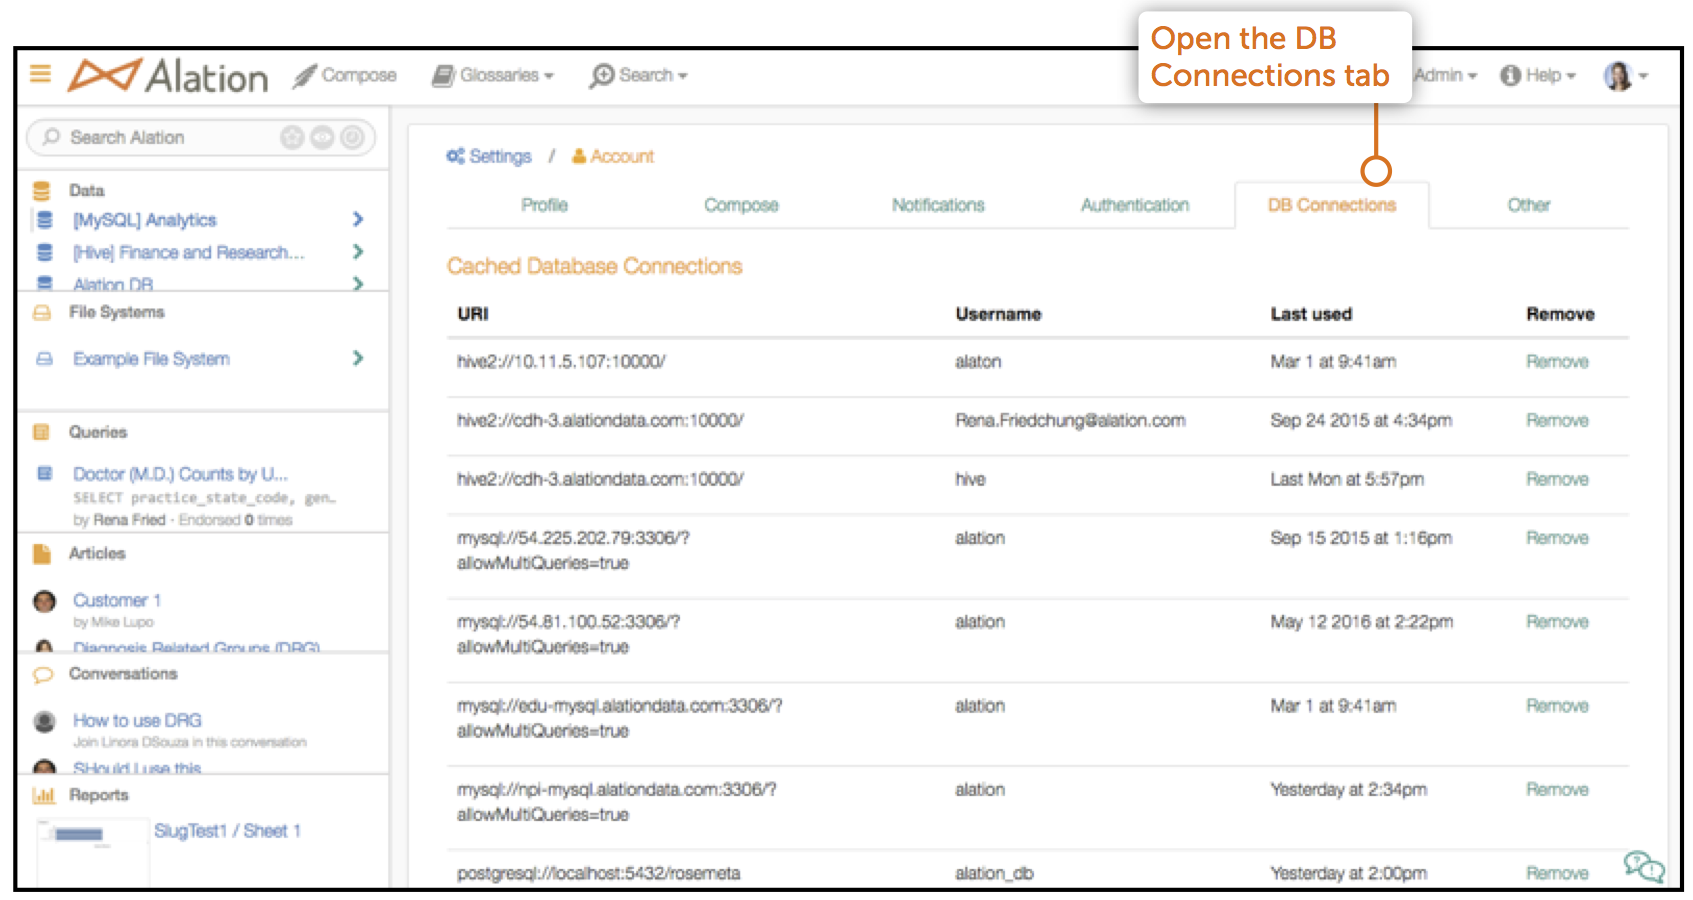 Open the DB
Connections tab
Alation Compose Glossaries Search Admin Help
Search Alation
Data
[MySQL] Analytics
[Hive] Finance and Research...
Alation DB
File Systems
Example File System
Queries
Doctor (M.D.) Counts by U...
SELECT practice_state_code, gen…
by Rena Fried - Endorsed 0 times
Articles
Customer 1
by Mike Lupo
Diagnosis Related Groups (DRG)
Conversations
How to use DRG
Join Linora DSouza in this conversation
SHould I use this
Reports
SlugTest1 / Sheet 1
Settings / Account
Profile Compose Notifications Authentication DB Connections Other
Cached Database Connections
URI Username Last used Remove
hive2://10.11.5.107:10000/ alaton Mar 1 at 9:41am Remove
hive2://cdh-3.alationdata.com:10000/ Rena.Friedchung@alation.com Sep 24 2015 at 4:34pm Remove
hive2://cdh-3.alationdata.com:10000/ hive Last Mon at 5:57pm Remove
mysql://54.225.202.79:3306/? alation Sep 15 2015 at 1:16pm Remove
allowMultiQueries=true
mysql://54.81.100.52:3306/? alation May 12 2016 at 2:22pm Remove
allowMultiQueries=true
mysql://edu-mysql.alationdata.com:3306/? alation Mar 1 at 9:41am Remove
allowMultiQueries=true
mysql://npi-mysql.alationdata.com:3306/? alation Yesterday at 2:34pm Remove
allowMultiQueries=true
postgresql://localhost:5432/rosemeta alation_db Yesterday at 2:00pm Remove